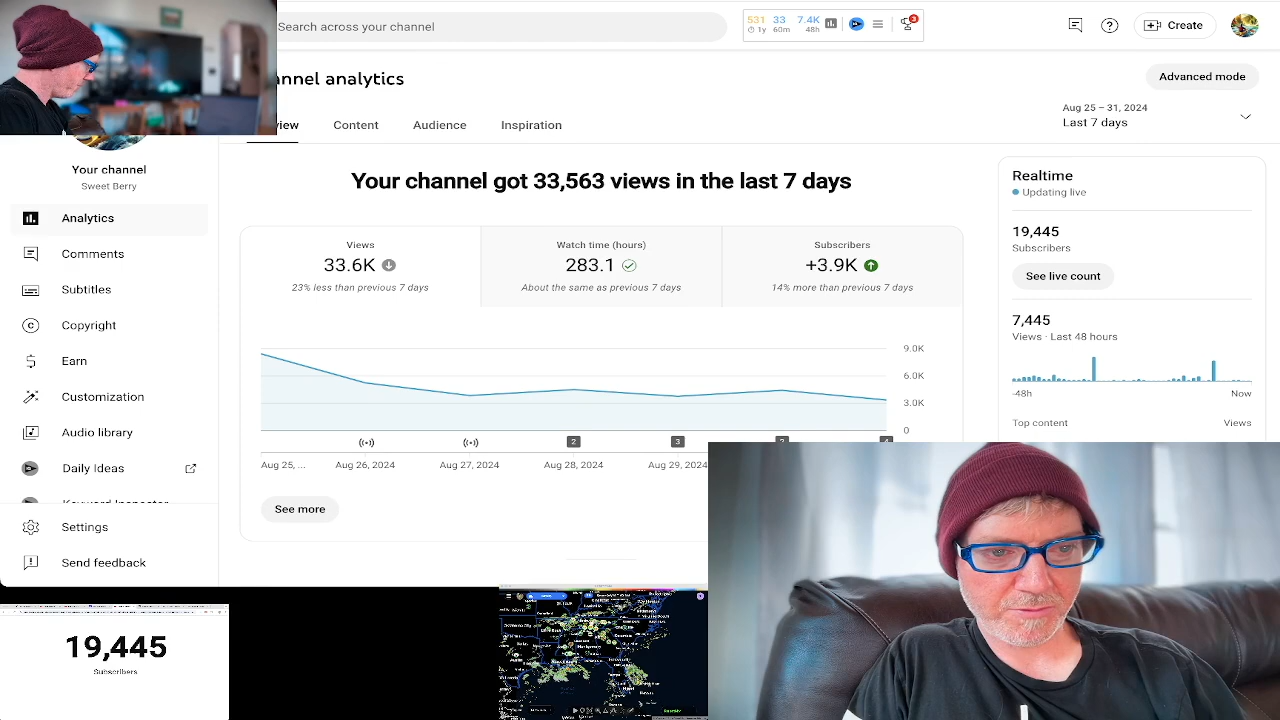 Search across your channel
531 33 7.4K
1y 60m 48h
3
Create
nnel analytics
Advanced mode
Aug 25 – 31, 2024
Last 7 days
view
Content
Audience
Inspiration
Your channel
Sweet Berry
Analytics
Comments
Subtitles
Copyright
Earn
Customization
Audio library
Daily Ideas
Keyword Inspector
Settings
Send feedback
Your channel got 33,563 views in the last 7 days
Views
33.6K
23% less than previous 7 days
Watch time (hours)
283.1
About the same as previous 7 days
Subscribers
+3.9K
14% more than previous 7 days
9.0K
6.0K
3.0K
0
2
3
2
4
Aug 25, ...
Aug 26, 2024
Aug 27, 2024
Aug 28, 2024
Aug 29, 2024
See more
Realtime
Updating live
19,445
Subscribers
See live count
7,445
Views · Last 48 hours
-48h
Now
Top content
Views
19,445
Subscribers